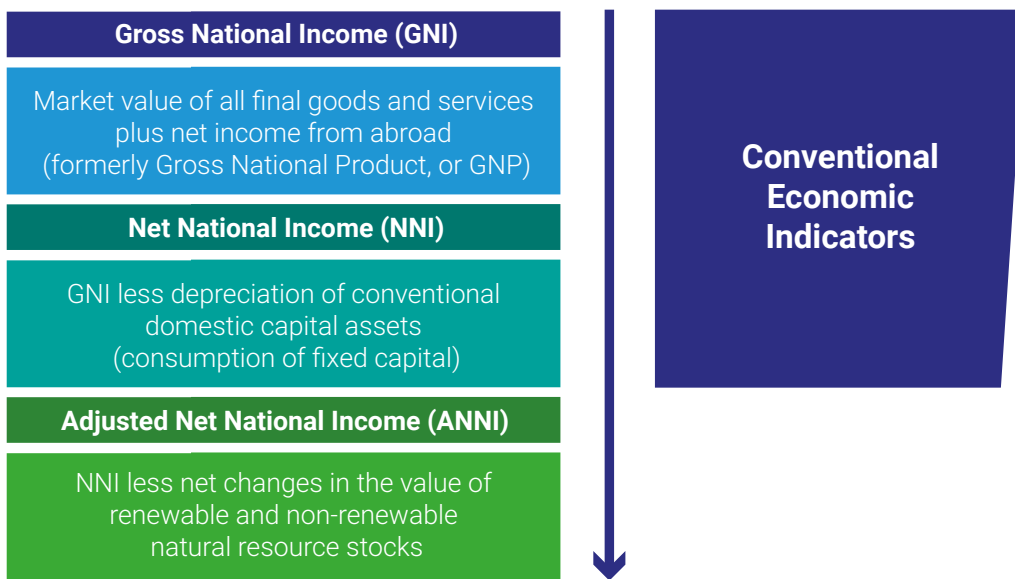 Gross National Income (GNI)
Market value of all final goods and services
plus net income from abroad
(formerly Gross National Product, or GNP)
Net National Income (NNI)
GNI less depreciation of conventional
domestic capital assets
(consumption of fixed capital)
Adjusted Net National Income (ANNI)
NNI less net changes in the value of
renewable and non-renewable
natural resource stocks
Conventional
Economic
Indicators